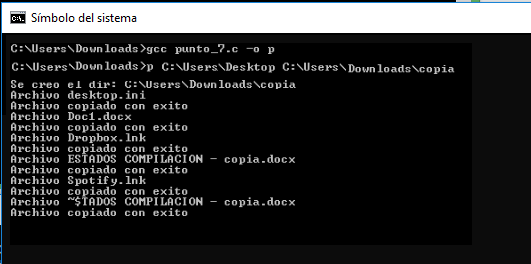 Símbolo del sistema
C:\Users\Downloads>gcc punto_7.c -o p
C:\Users\Downloads>p C:\Users\Desktop C:\Users\Downloads\copia
Se creo el dir: C:\Users\Downloads\copia
Archivo desktop.ini
Archivo copiado con exito
Archivo Doc1.docx
Archivo copiado con exito
Archivo Dropbox.lnk
Archivo copiado con exito
Archivo ESTADOS COMPILACION - copia.docx
Archivo copiado con exito
Archivo Spotify.lnk
Archivo copiado con exito
Archivo ~$TADOS COMPILACION - copia.docx
Archivo copiado con exito